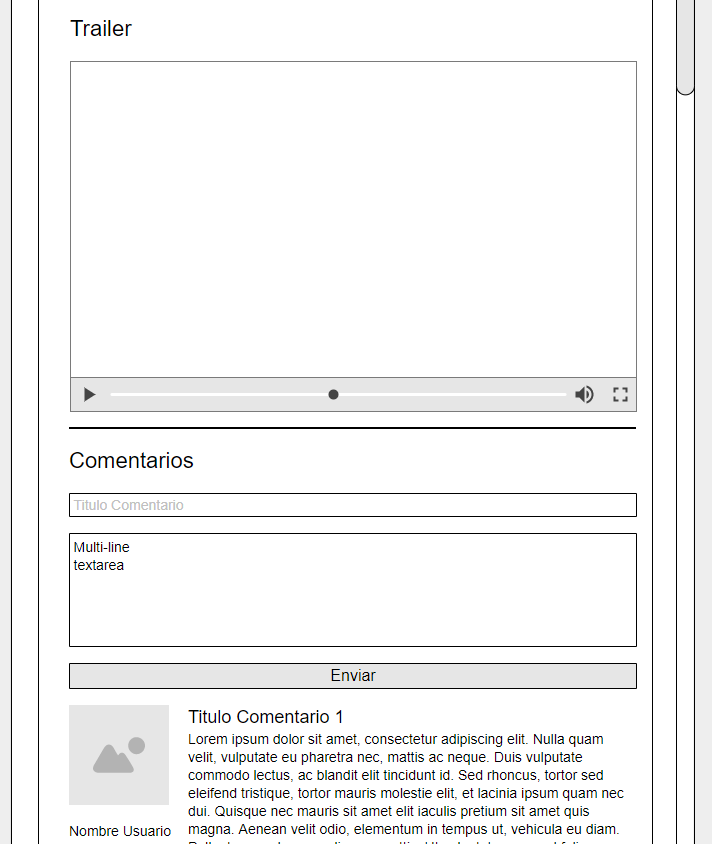 Trailer
Comentarios
Titulo Comentario
Multi-line
textarea
Enviar
Titulo Comentario 1
Lorem ipsum dolor sit amet, consectetur adipiscing elit. Nulla quam
velit, vulputate eu pharetra nec, mattis ac neque. Duis vulputate
commodo lectus, ac blandit elit tincidunt id. Sed rhoncus, tortor sed
eleifend tristique, tortor mauris molestie elit, et lacinia ipsum quam nec
dui. Quisque nec mauris sit amet elit iaculis pretium sit amet quis
magna. Aenean velit odio, elementum in tempus ut, vehicula eu diam.
Nombre Usuario